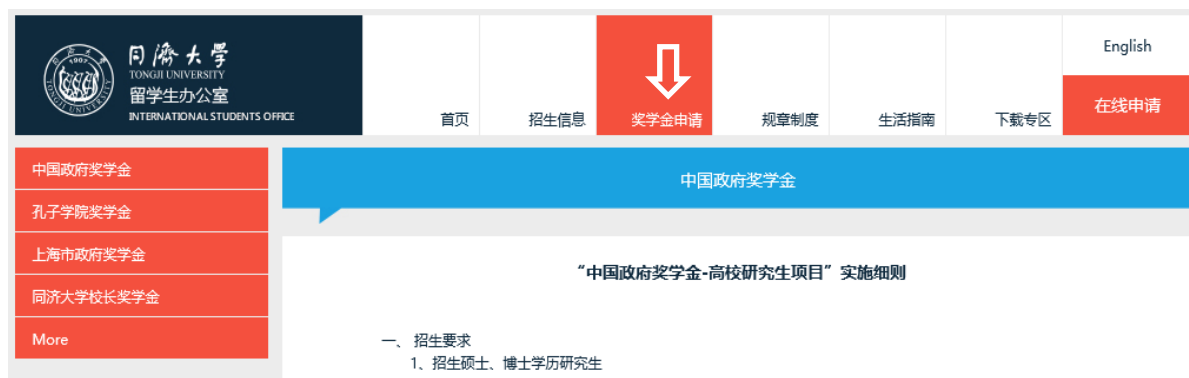 同濟大學
TONGJI UNIVERSITY
留学生办公室
INTERNATIONAL STUDENTS OFFICE
首页
招生信息
奖学金申请
规章制度
生活指南
下载专区
English
在线申请
中国政府奖学金
孔子学院奖学金
上海市政府奖学金
同济大学校长奖学金
More
中国政府奖学金
“中国政府奖学金-高校研究生项目”实施细则
一、 招生要求
1、招生硕士、博士学历研究生